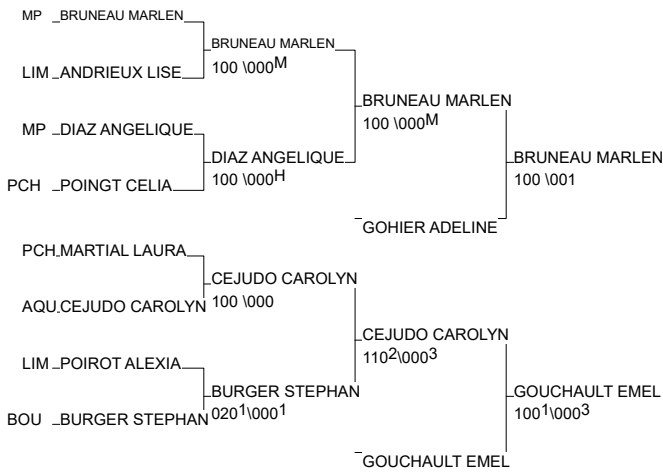 MP BRUNEAU MARLEN
BRUNEAU MARLEN
100 \000M
LIM ANDRIEUX LISE
BRUNEAU MARLEN
100 \000M
MP DIAZ ANGELIQUE
DIAZ ANGELIQUE
100 \000H
BRUNEAU MARLEN
100 \001
PCH POINGT CELIA
GOHIER ADELINE
PCH MARTIAL LAURA
CEJUDO CAROLYN
100 \000
AQU CEJUDO CAROLYN
CEJUDO CAROLYN
110²\000³
LIM POIROT ALEXIA
BURGER STEPHAN
020¹\000¹
GOUCHAULT EMEL
100¹\000³
BOU BURGER STEPHAN
GOUCHAULT EMEL